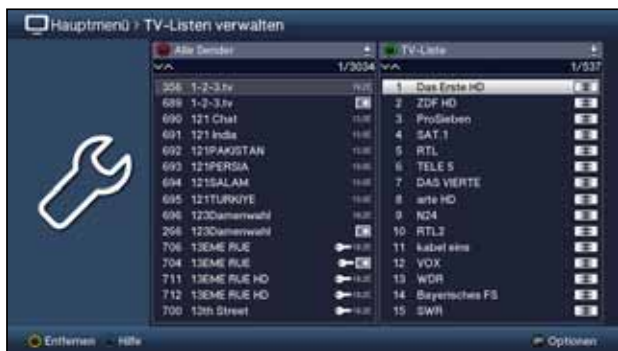 Hauptmenü > TV-Listen verwalten
Alle Sender
1/3034
356 1-2-3.tv
689 1-2-3.tv
690 121 Chat
691 121 India
692 121PAKISTAN
693 121PERSIA
694 121SALAM
695 121TURKIYE
696 123Damenwahl
266 123Damenwahl
706 13EME RUE
704 13EME RUE
711 13EME RUE HD
712 13EME RUE HD
700 13th Street
TV-Liste
1/537
1 Das Erste HD
2 ZDF HD
3 ProSieben
4 SAT.1
5 RTL
6 TELE 5
7 DAS VIERTE
8 arte HD
9 N24
10 RTL2
11 kabel eins
12 VOX
13 WDR
14 Bayerisches FS
15 SWR
Entfernen
Hilfe
Optionen